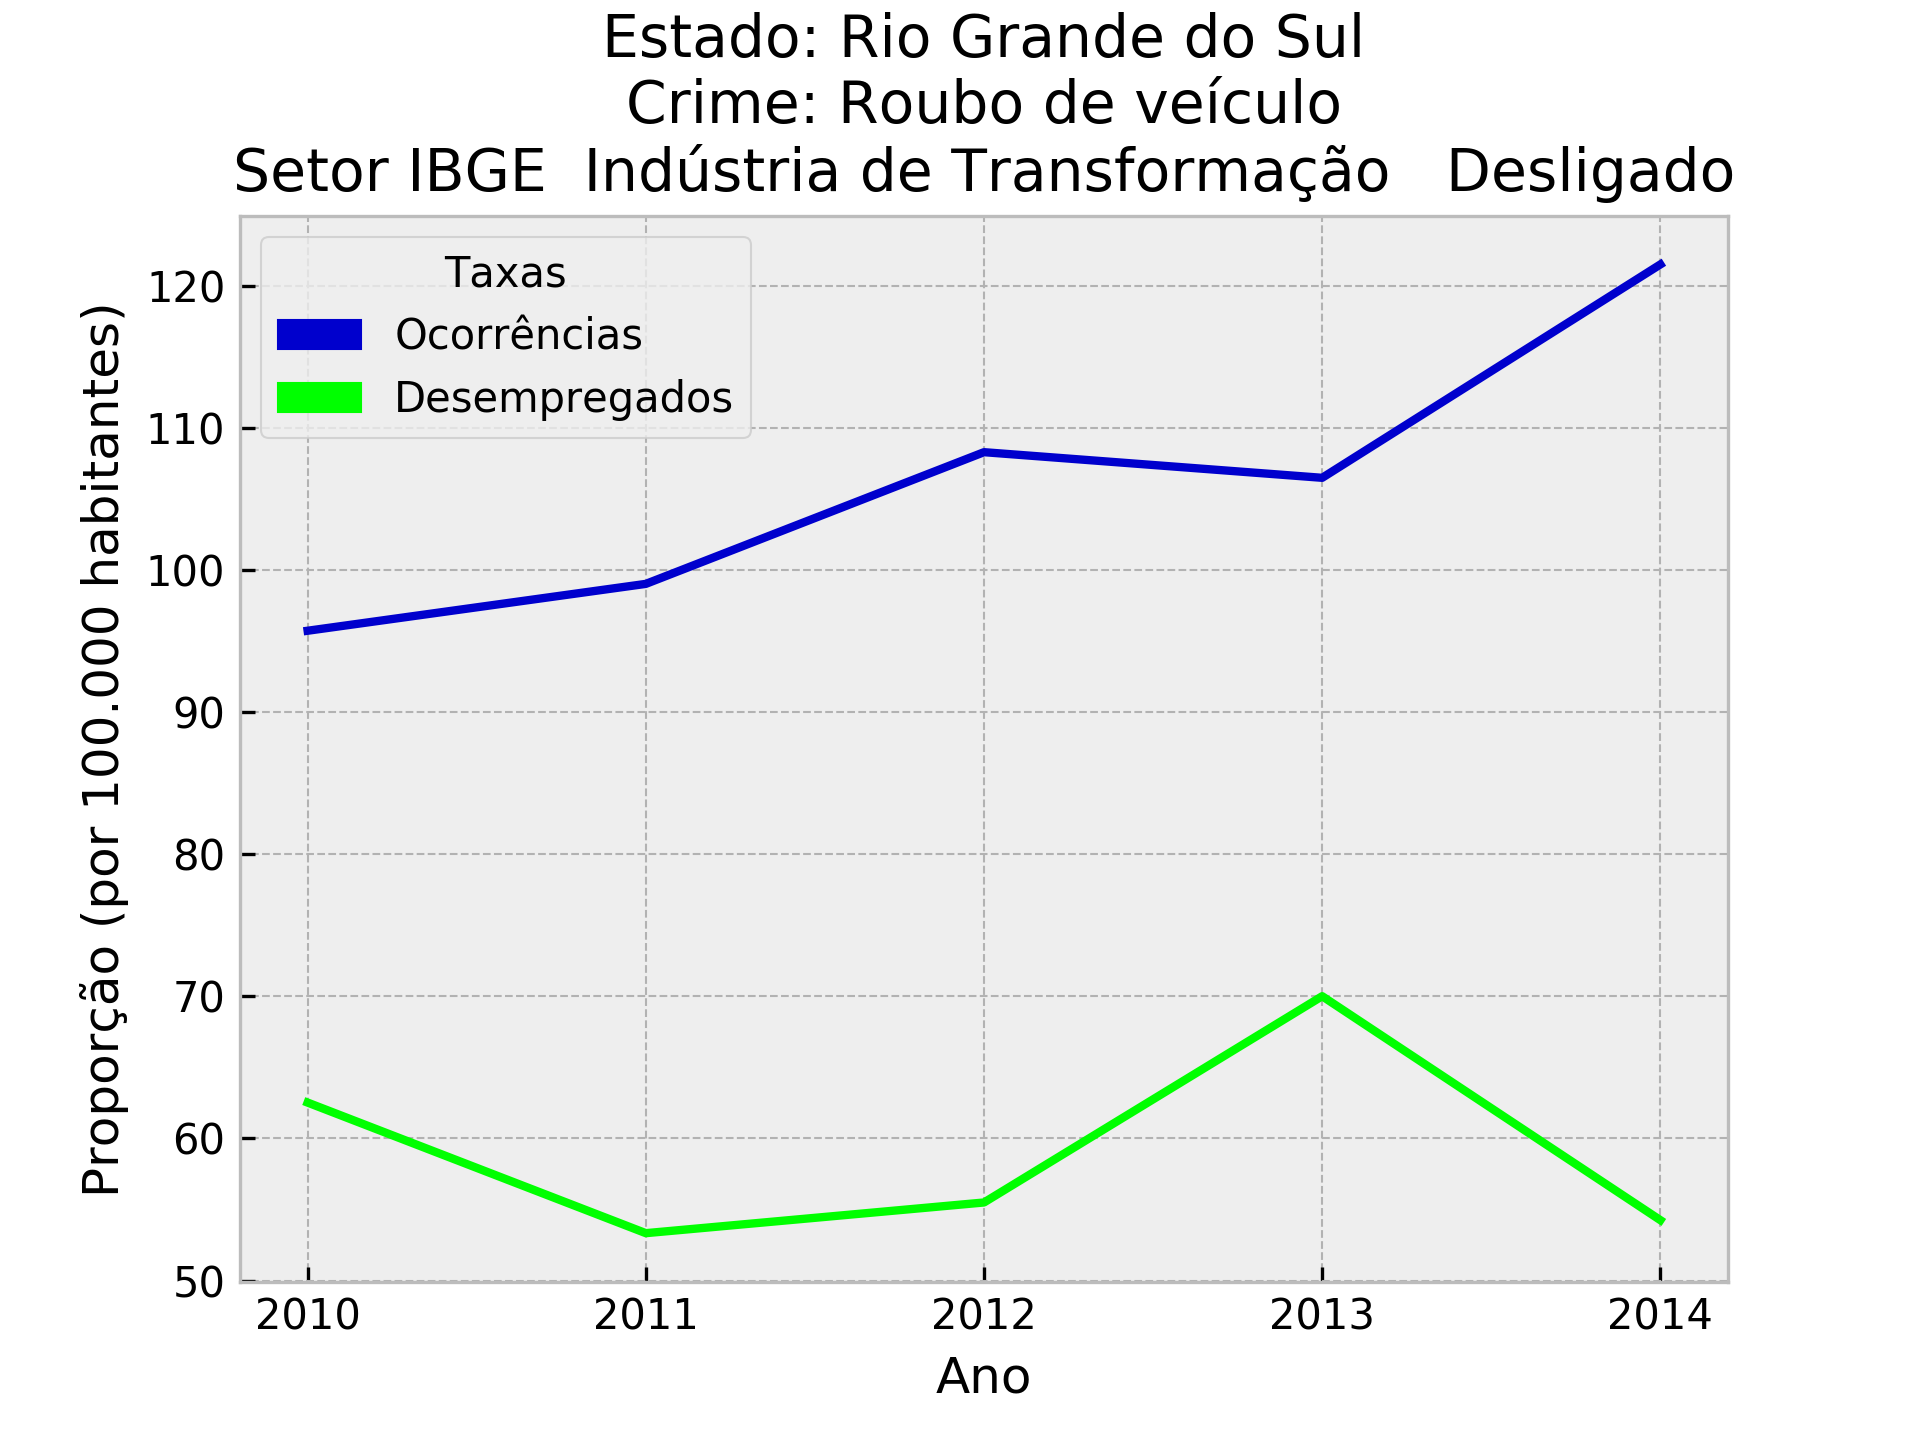 Estado: Rio Grande do Sul
Crime: Roubo de veículo
Setor IBGE  Indústria de Transformação   Desligado
Taxas
Ocorrências
Desempregados
Proporção (por 100.000 habitantes)
120
110
100
90
80
70
60
50
2010 2011 2012 2013 2014
Ano